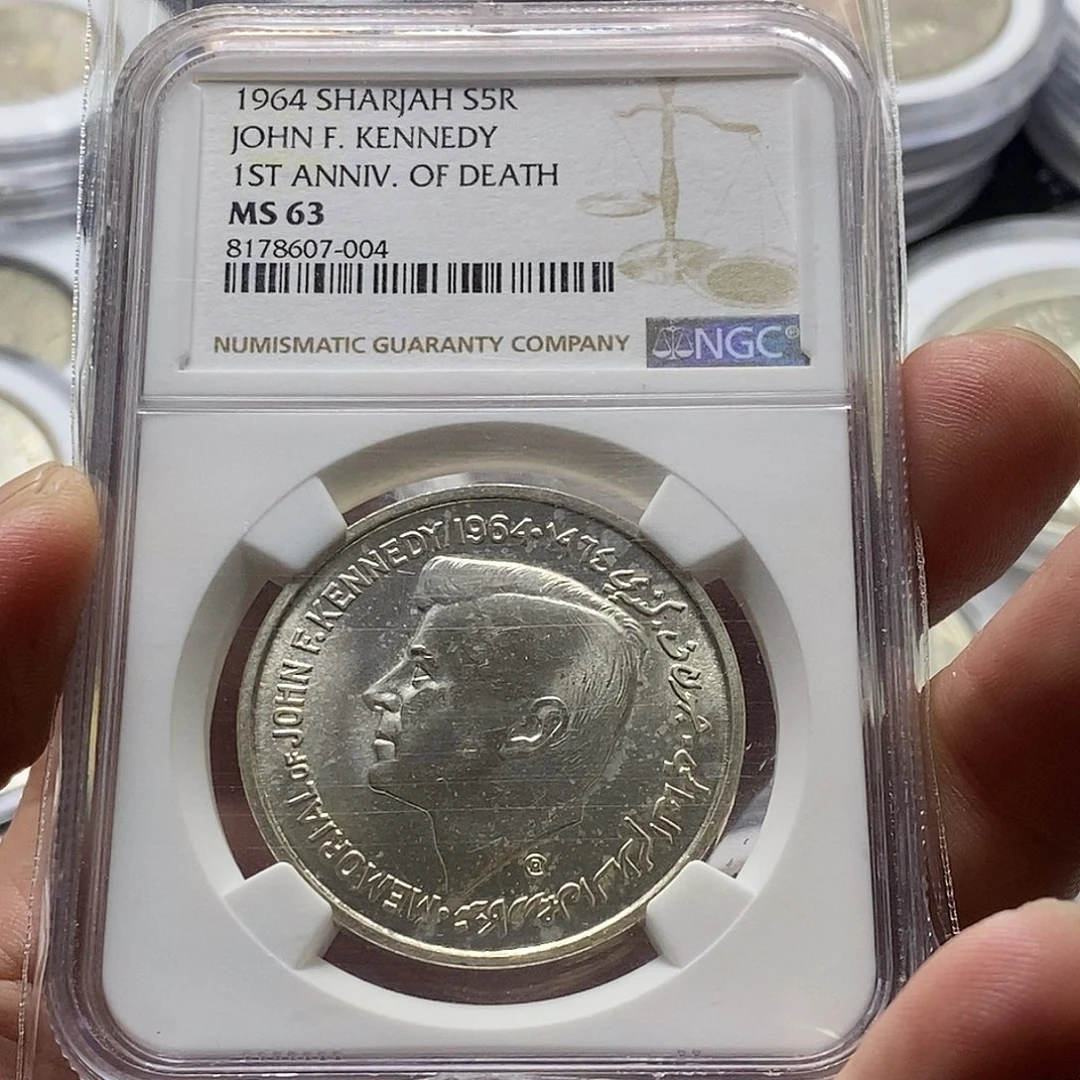 1964 SHARJAH S5R
JOHN F. KENNEDY
1ST ANNIV. OF DEATH
MS 63
8178607-004
NUMISMATIC GUARANTY COMPANY
NGC®
MEMORIAL OF JOHN F. KENNEDY 1964